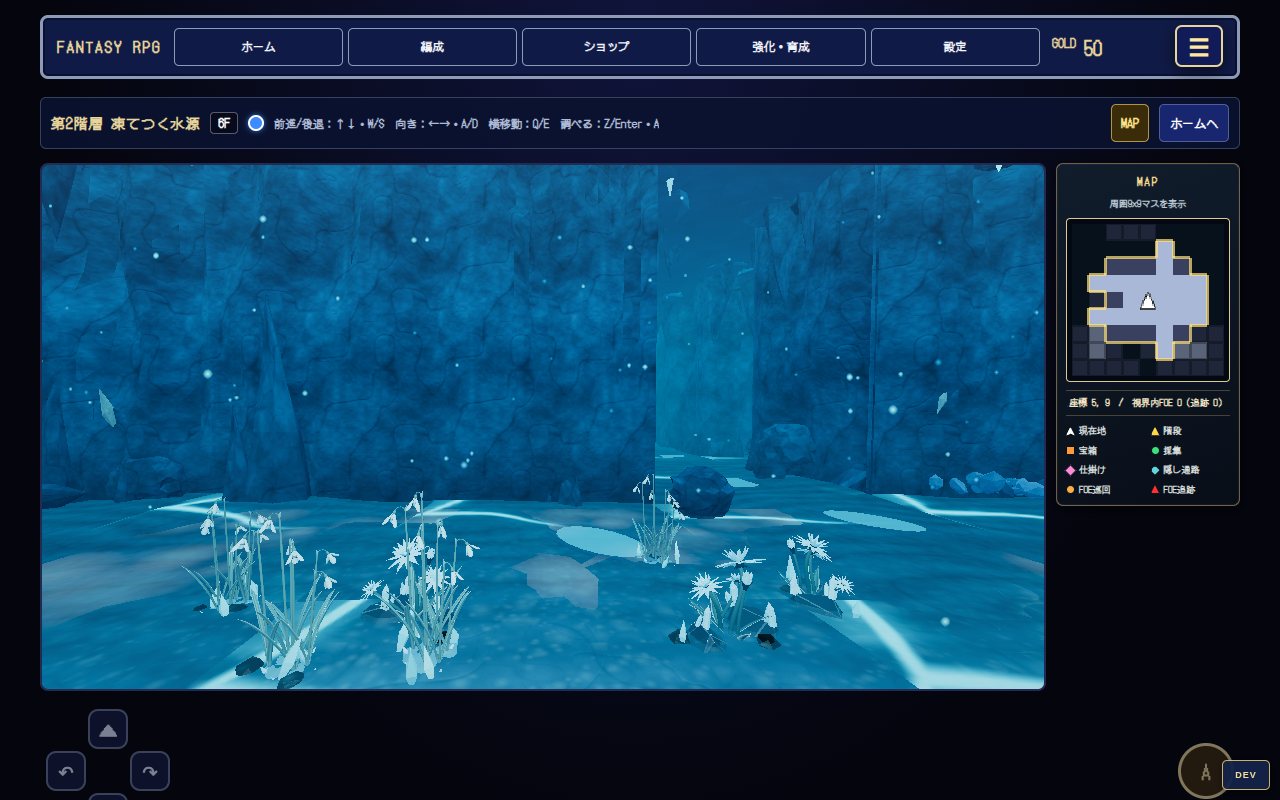 FANTASY RPG
ホーム
編成
ショップ
強化・育成
設定
GOLD 50
第2階層 凍てつく水源 6F 前進/後退：↑↓・W/S 向き：←→・A/D 横移動：Q/E 調べる：Z/Enter・A
MAP
ホームへ
MAP
周囲9x9マスを表示
座標 5, 9 / 視界内FOE 0（追跡 0）
現在地
階段
宝箱
採集
仕掛け
隠し通路
FOE巡回
FOE追跡
A
DEV